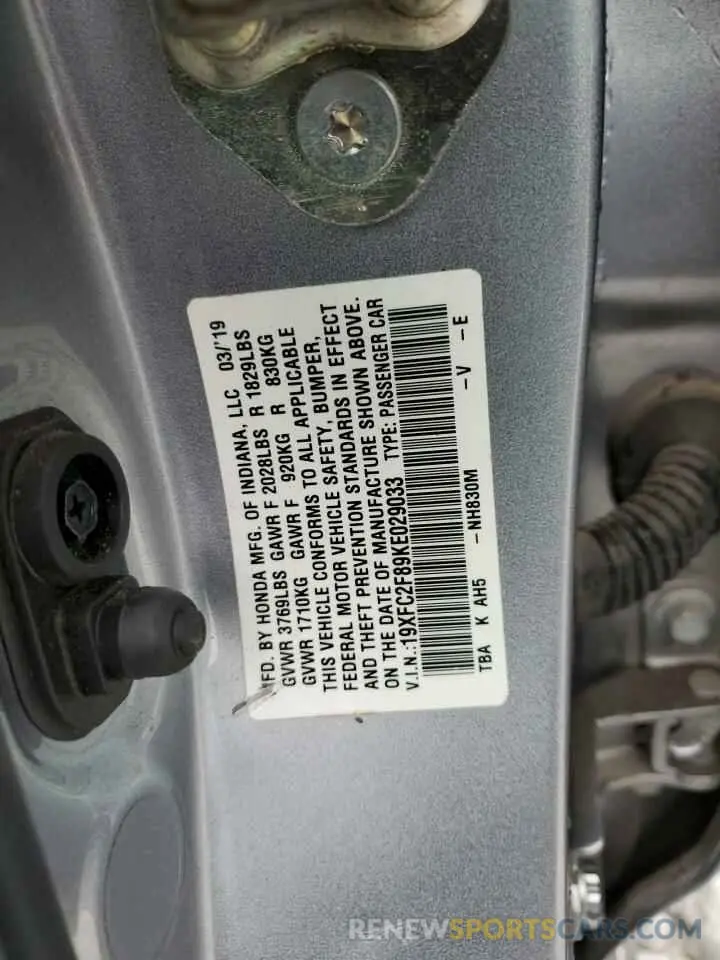 MFD. BY HONDA MFG. OF INDIANA, LLC 03/'19
GVWR 3769LBS GAWR F 2028LBS R 1829LBS
GVWR 1710KG GAWR F 920KG R 830KG
THIS VEHICLE CONFORMS TO ALL APPLICABLE
FEDERAL MOTOR VEHICLE SAFETY, BUMPER,
AND THEFT PREVENTION STANDARDS IN EFFECT
ON THE DATE OF MANUFACTURE SHOWN ABOVE.
V.I.N.:19XFC2F89KE029033 TYPE: PASSENGER CAR
TBA K AH5 - NH830M -V -E
RENEWSPORTSCARS.COM